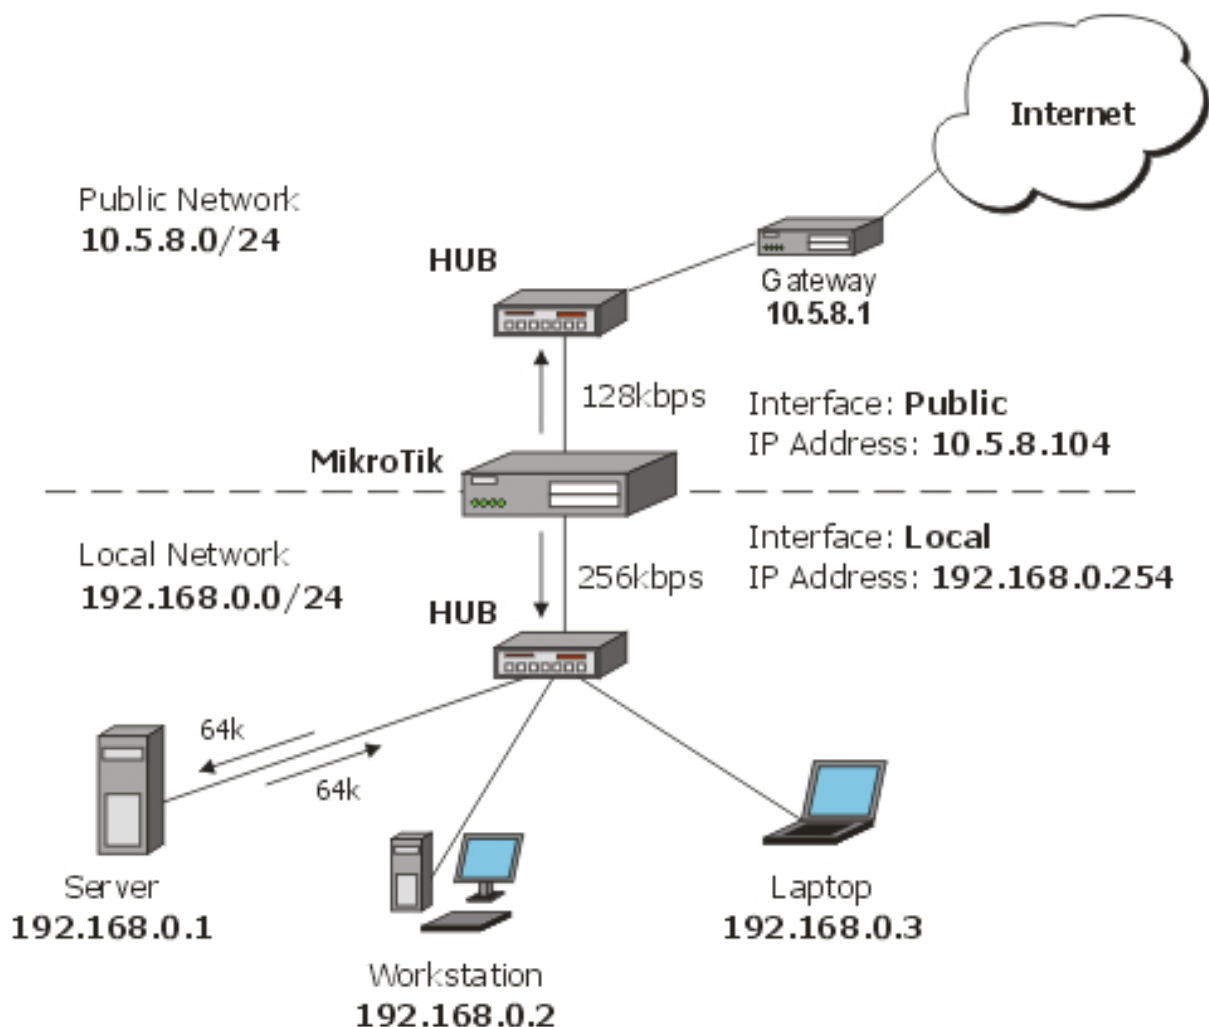 Internet
Public Network
10.5.8.0/24
HUB
Gateway
10.5.8.1
128kbps
Interface: Public
IP Address: 10.5.8.104
MikroTik
Local Network
192.168.0.0/24
256kbps
Interface: Local
IP Address: 192.168.0.254
HUB
64k
64k
Server
192.168.0.1
Laptop
192.168.0.3
Workstation
192.168.0.2